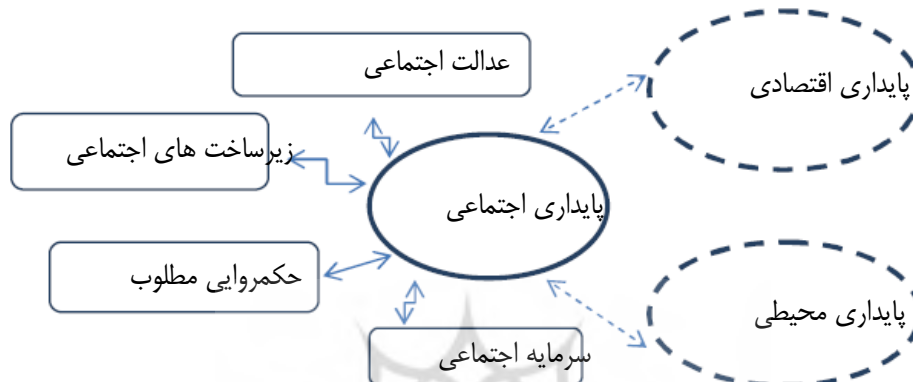 عدالت اجتماعی
پایداری اقتصادی
زیرساخت های اجتماعی
پایداری اجتماعی
حکمروایی مطلوب
پایداری محیطی
سرمایه اجتماعی